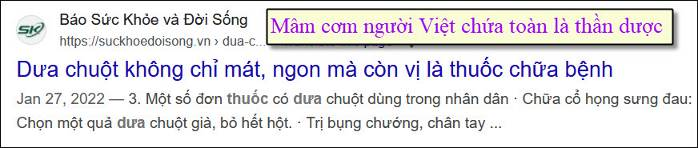 SK
Báo Sức Khỏe và Đời Sống
Mâm cơm người Việt chứa toàn là thần dược
https://suckhoedoisong.vn › dua-c...
Dưa chuột không chỉ mát, ngon mà còn vị là thuốc chữa bệnh
Jan 27, 2022 — 3. Một số đơn thuốc có dưa chuột dùng trong nhân dân · Chữa cổ họng sưng đau:
Chọn một quả dưa chuột già, bỏ hết hột. · Trị bụng chướng, chân tay ...